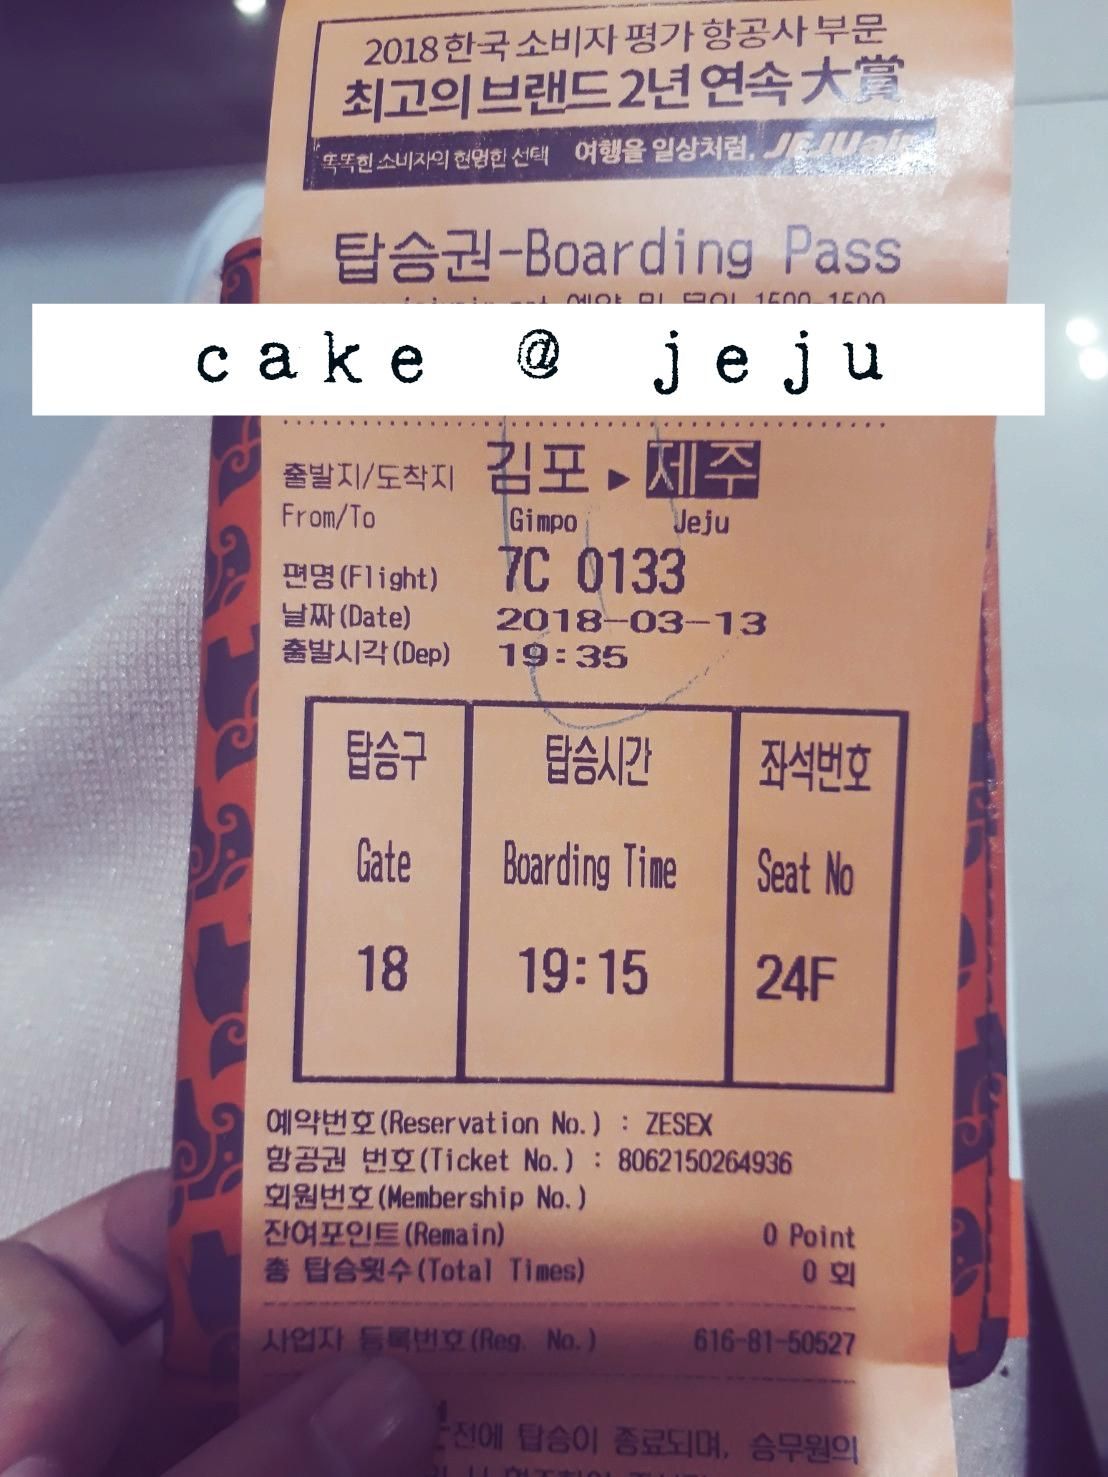 2018 한국 소비자 평가 항공사 부문
최고의 브랜드 2년 연속 大賞
똑똑한 소비자의 현명한 선택 여행을 일상처럼, JEJUair
탑승권-Boarding Pass
예약 및 문의 1500-1500
cake @ jeju
출발지/도착지 김포 ▶ 제주
From/To Gimpo Jeju
편명(Flight) 7C 0133
날짜(Date) 2018-03-13
출발시각(Dep) 19:35
탑승구 탑승시간 좌석번호
Gate Boarding Time Seat No
18 19:15 24F
예약번호(Reservation No.) : ZESEX
항공권 번호(Ticket No.) : 8062150264936
회원번호(Membership No.)
잔여포인트(Remain) 0 Point
총 탑승횟수(Total Times) 0 회
사업자 등록번호(Reg. No.) 616-81-50527
전에 탑승이 종료되며, 승무원의